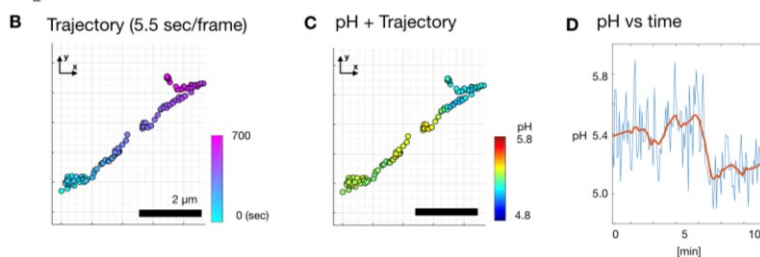 B Trajectory (5.5 sec/frame)
y
x
700
2 μm
0 (sec)
C pH + Trajectory
y
x
pH
5.8
4.8
D pH vs time
5.8
pH 5.4
5.0
0 5 10
[min]